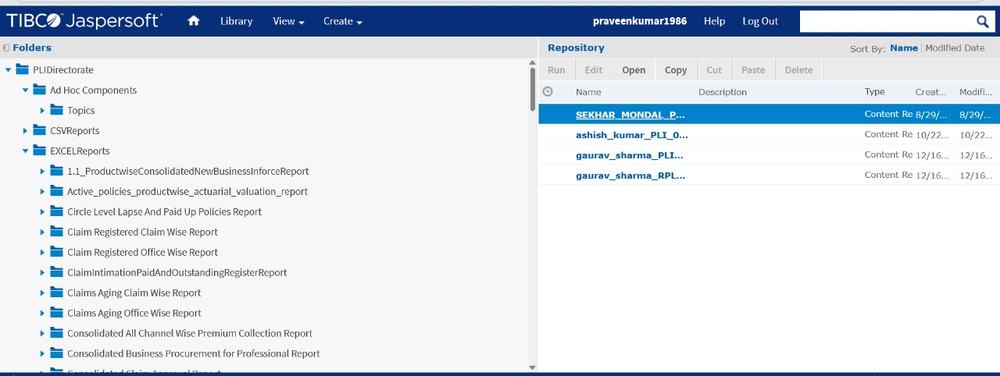 TIBCO Jaspersoft® Library View Create praveenkumar1986 Help Log Out
Folders
PLIDirectorate
Ad Hoc Components
Topics
CSVReports
EXCELReports
1.1_ProductwiseConsolidatedNewBusinessInforceReport
Active_policies_productwise_actuarial_valuation_report
Circle Level Lapse And Paid Up Policies Report
Claim Registered Claim Wise Report
Claim Registered Office Wise Report
ClaimIntimationPaidAndOutstandingRegisterReport
Claims Aging Claim Wise Report
Claims Aging Office Wise Report
Consolidated All Channel Wise Premium Collection Report
Consolidated Business Procurement for Professional Report
Consolidated Claim Approval Report
Repository Sort By: Name | Modified Date
Run Edit Open Copy Cut Paste Delete
Name Description Type Creat... Modifi...
SEKHAR_MONDAL_P... Content Re 8/29/... 8/29/...
ashish_kumar_PLI_0... Content Re 10/22... 10/22...
gaurav_sharma_PLI... Content Re 12/16... 12/16...
gaurav_sharma_RPL... Content Re 12/16... 12/16...